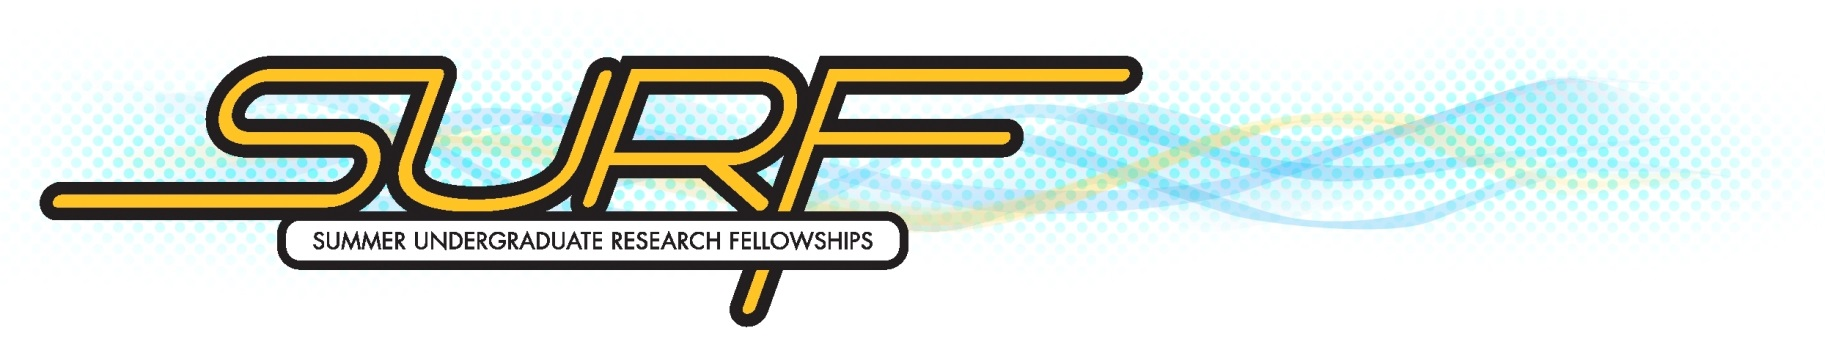 SURF
SUMMER UNDERGRADUATE RESEARCH FELLOWSHIPS